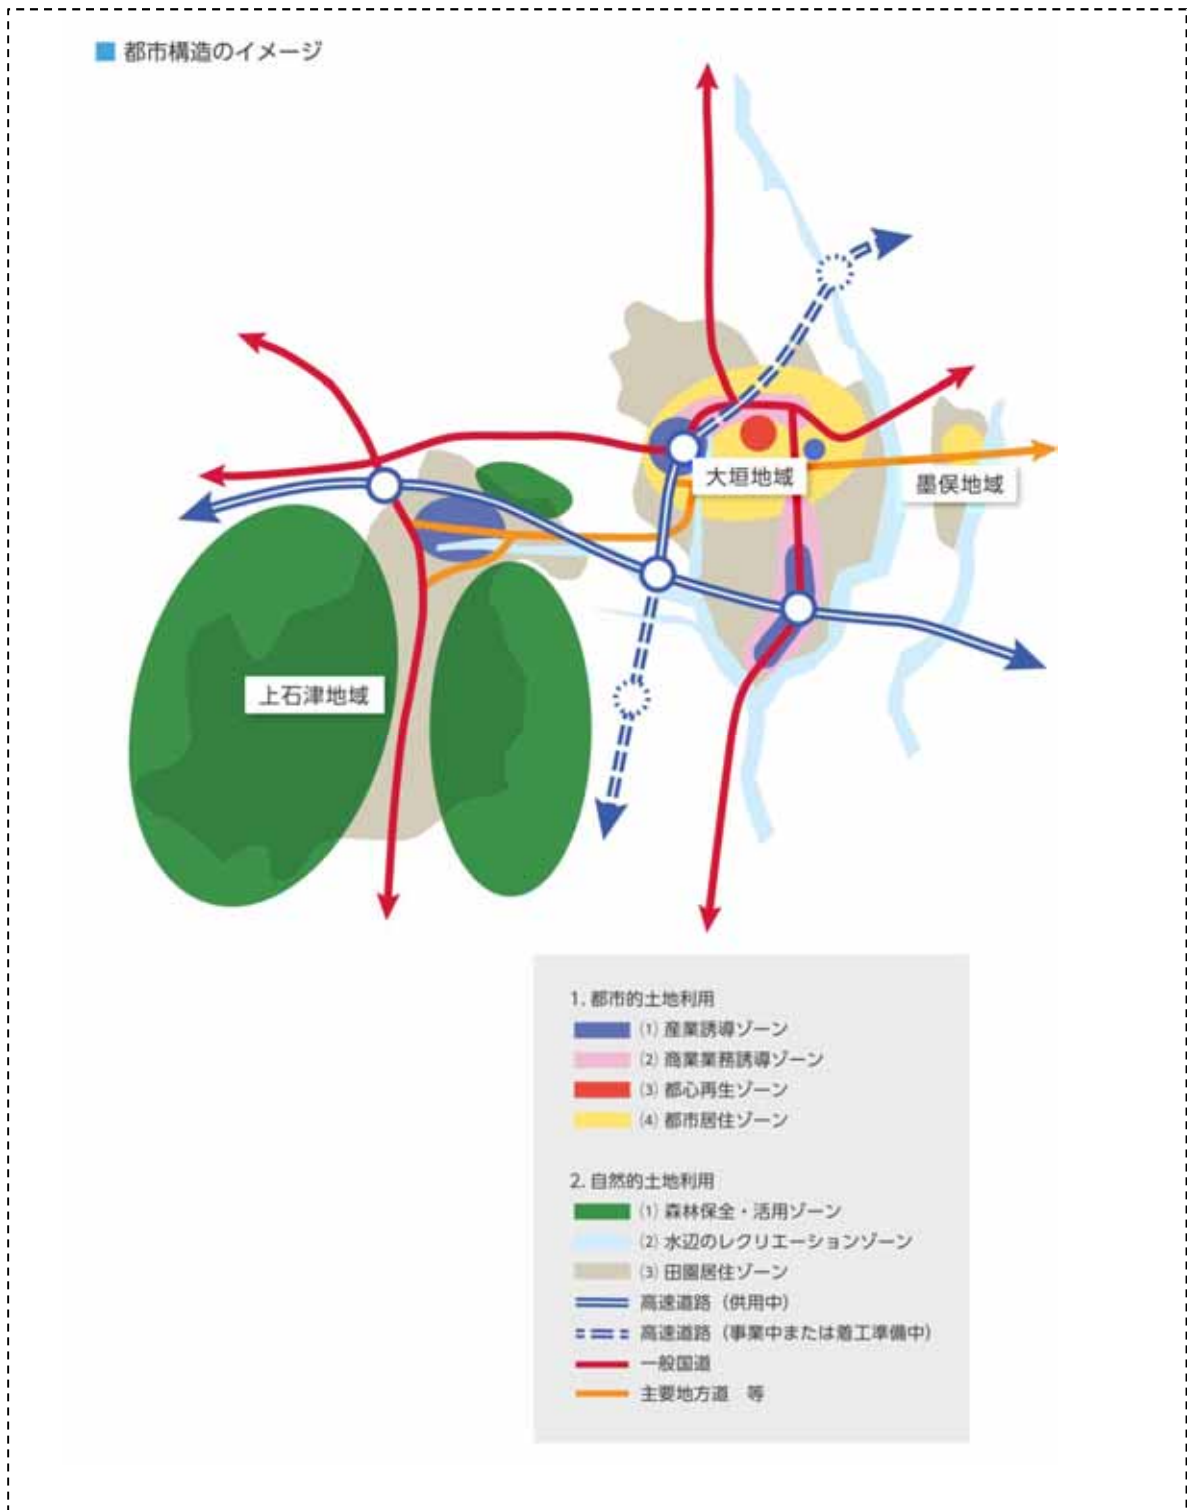 都市構造のイメージ
大垣地域
墨俣地域
上石津地域
1. 都市的土地利用
(1) 産業誘導ゾーン
(2) 商業業務誘導ゾーン
(3) 都心再生ゾーン
(4) 都市居住ゾーン
2. 自然的土地利用
(1) 森林保全・活用ゾーン
(2) 水辺のレクリエーションゾーン
(3) 田園居住ゾーン
高速道路（供用中）
高速道路（事業中または着工準備中）
一般国道
主要地方道　等